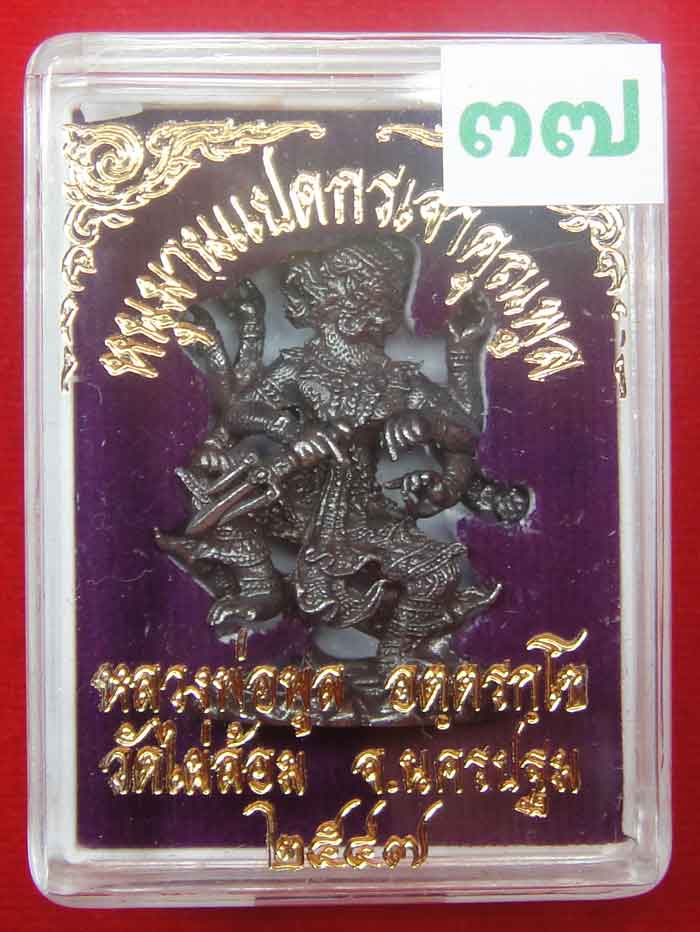 ๓๗
หนุมานแปดกรเจ้าคุณพูล
หลวงพ่อพูล อตฺตรกฺโข
วัดไผ่ล้อม จ.นครปฐม
๒๕๔๗